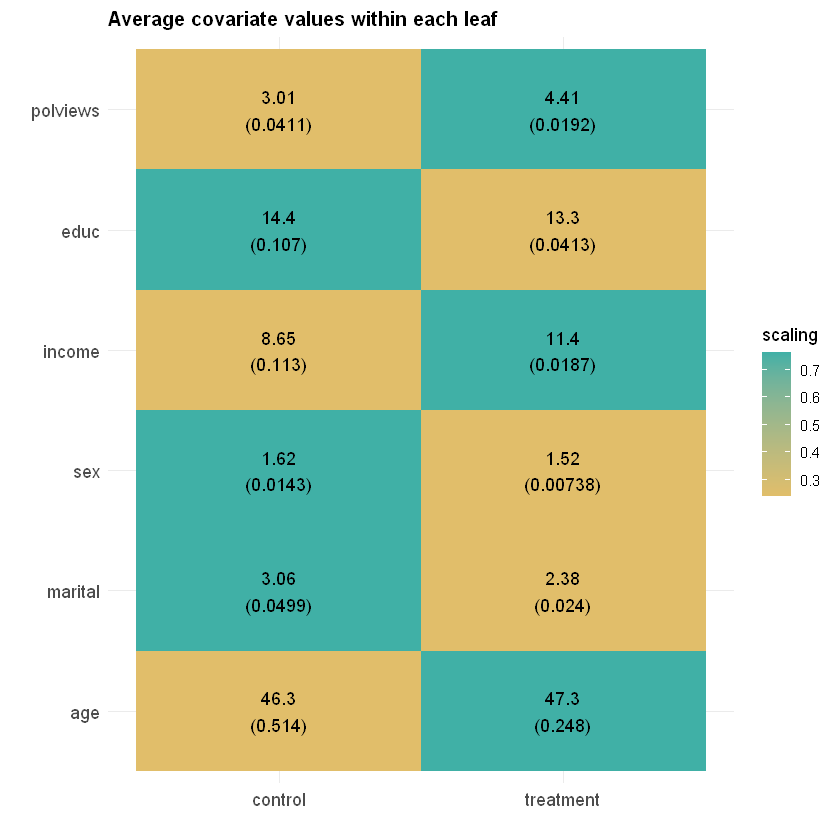 Average covariate values within each leaf
polviews
3.01
(0.0411)
4.41
(0.0192)
educ
14.4
(0.107)
13.3
(0.0413)
income
8.65
(0.113)
11.4
(0.0187)
sex
1.62
(0.0143)
1.52
(0.00738)
marital
3.06
(0.0499)
2.38
(0.024)
age
46.3
(0.514)
47.3
(0.248)
control
treatment
scaling
0.7
0.6
0.5
0.4
0.3